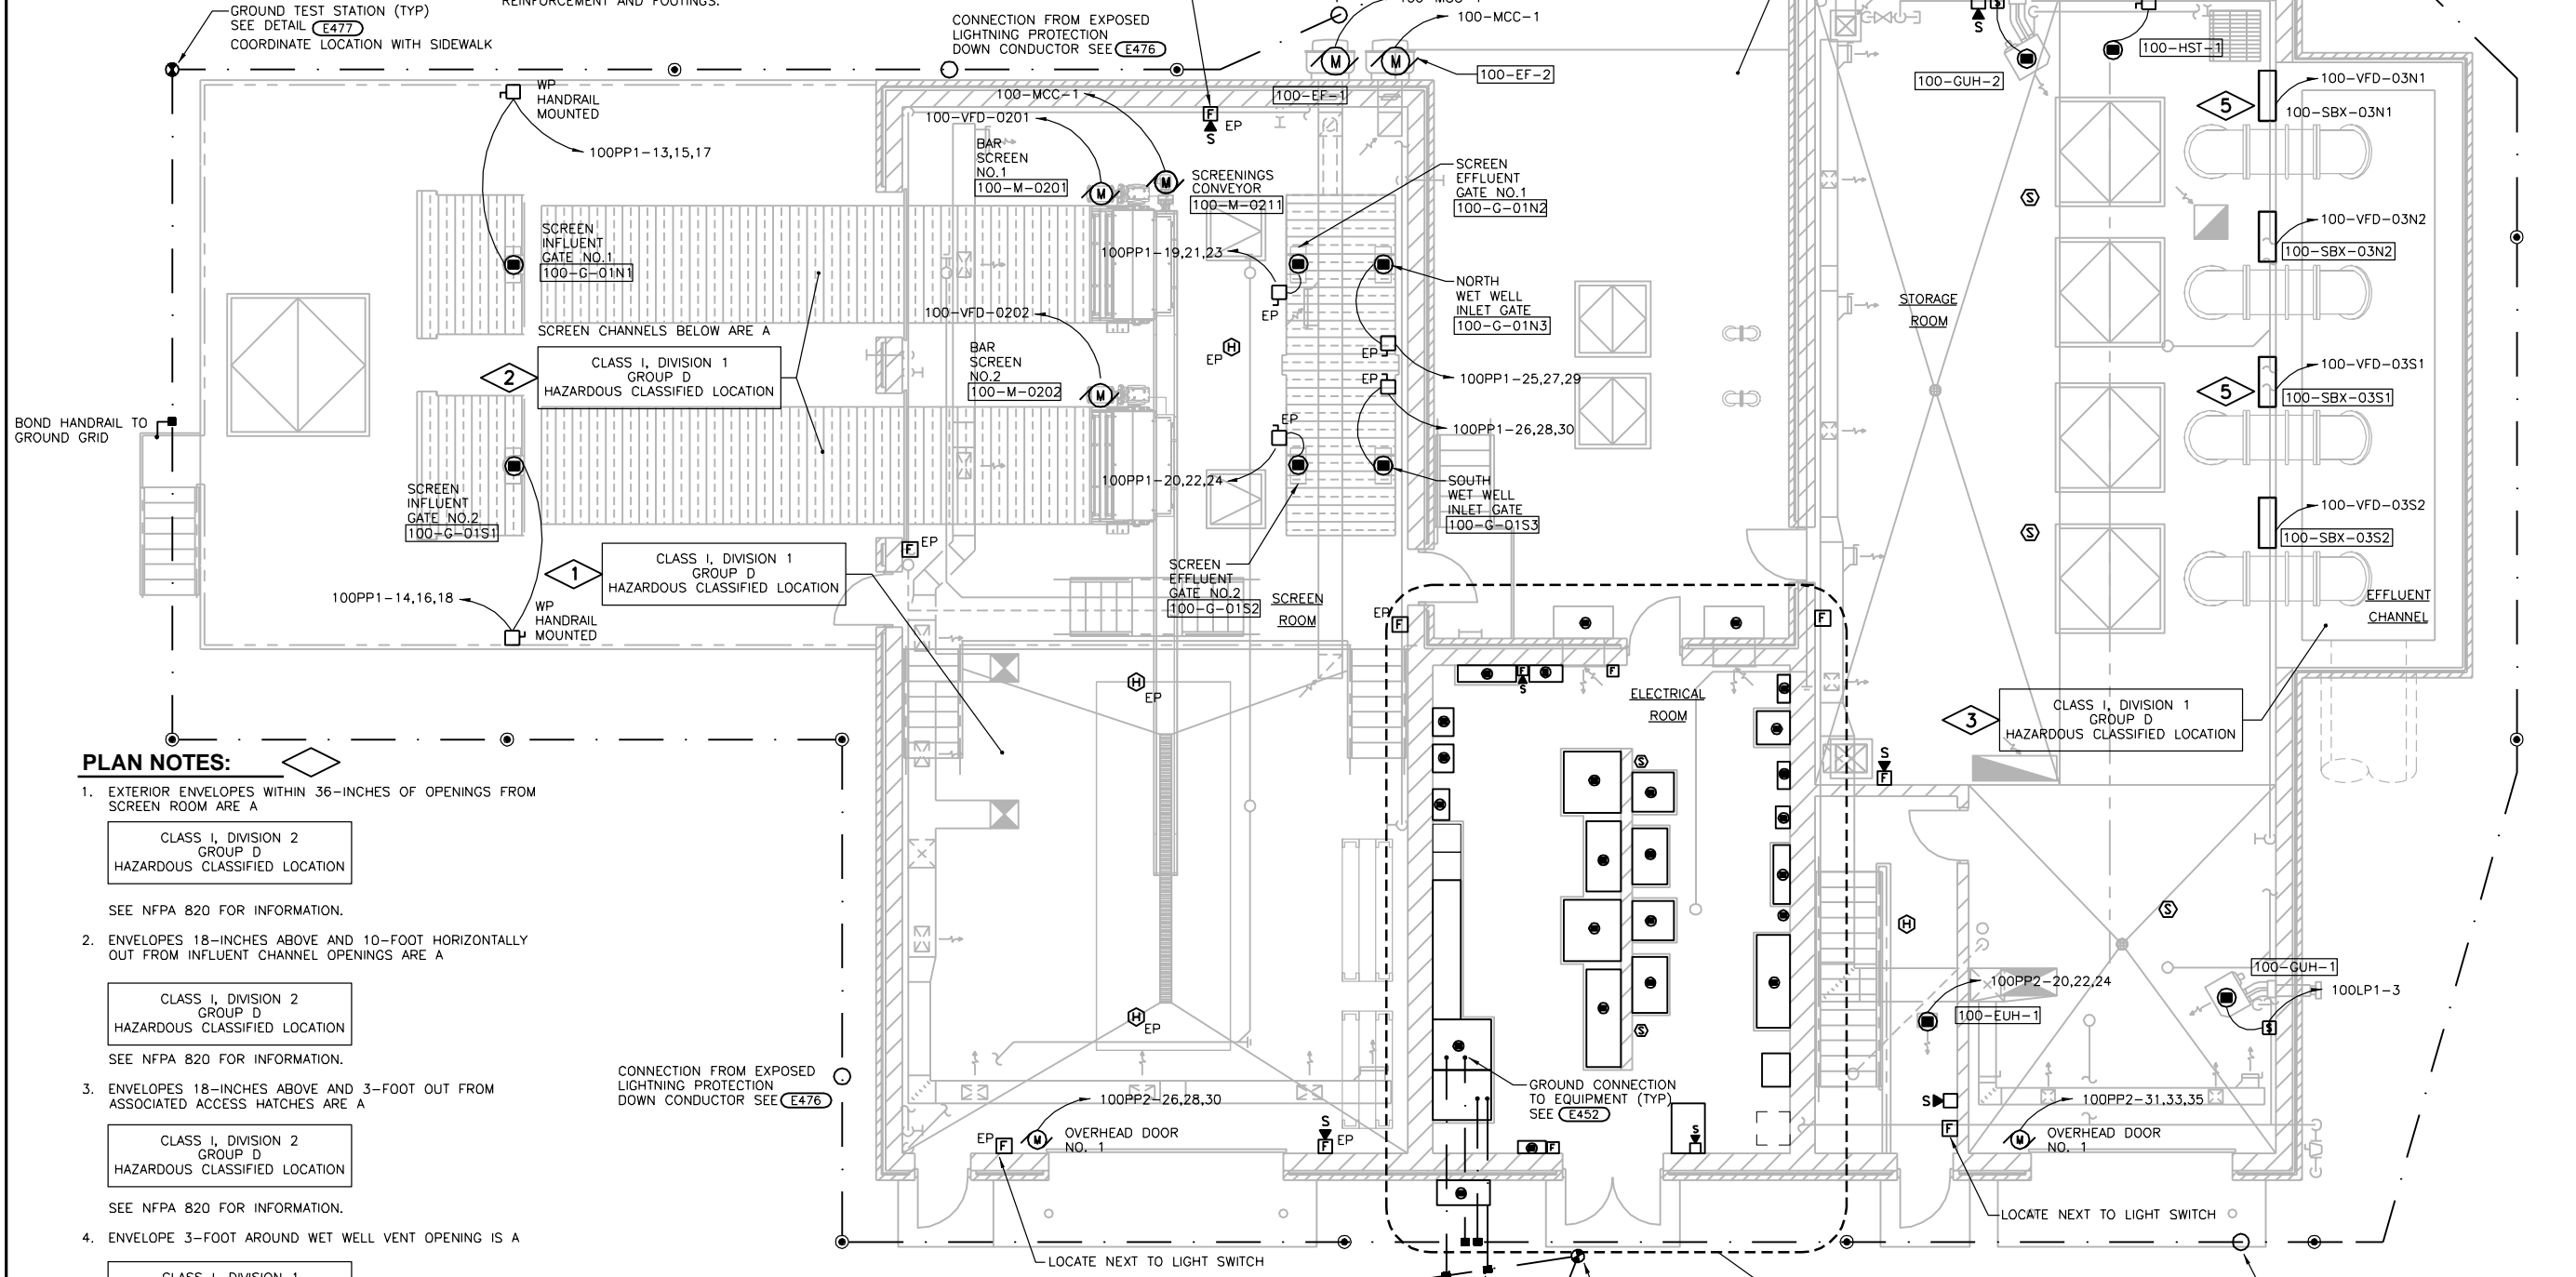 REINFORCEMENT AND FOOTINGS.
GROUND TEST STATION (TYP)
SEE DETAIL E477
COORDINATE LOCATION WITH SIDEWALK
CONNECTION FROM EXPOSED
LIGHTNING PROTECTION
DOWN CONDUCTOR SEE E476
100-MCC-1
100-EF-2
100-EF-1
WP
HANDRAIL
MOUNTED
100PP1-13,15,17
100-MCC-1
100-VFD-0201
BAR
SCREEN
NO.1
100-M-0201
SCREENINGS
CONVEYOR
100-M-0211
F EP
S
SCREEN
EFFLUENT
GATE NO.1
100-G-01N2
SCREEN
INFLUENT
GATE NO.1
100-G-01N1
100PP1-19,21,23
EP
NORTH
WET WELL
INLET GATE
100-G-01N3
SCREEN CHANNELS BELOW ARE A
2
CLASS I, DIVISION 1
GROUP D
HAZARDOUS CLASSIFIED LOCATION
100-VFD-0202
BAR
SCREEN
NO.2
100-M-0202
EP H
EP
100PP1-25,27,29
EP
100PP1-26,28,30
EP
100PP1-20,22,24
SOUTH
WET WELL
INLET GATE
100-G-01S3
BOND HANDRAIL TO
GROUND GRID
SCREEN
INFLUENT
GATE NO.2
100-G-01S1
100PP1-14,16,18
WP
HANDRAIL
MOUNTED
1
CLASS I, DIVISION 1
GROUP D
HAZARDOUS CLASSIFIED LOCATION
F EP
SCREEN
EFFLUENT
GATE NO.2
100-G-01S2
SCREEN
ROOM
EP F
F
S
100-GUH-2
100-HST-1
5
100-VFD-03N1
100-SBX-03N1
S
100-VFD-03N2
100-SBX-03N2
STORAGE
ROOM
5
100-VFD-03S1
100-SBX-03S1
S
100-VFD-03S2
100-SBX-03S2
EFFLUENT
CHANNEL
3
CLASS I, DIVISION 1
GROUP D
HAZARDOUS CLASSIFIED LOCATION
ELECTRICAL
ROOM
F
S
F
S
S
S
F
H
EP
H
EP
S
H
100PP2-20,22,24
100-EUH-1
100-GUH-1
100LP1-3
S
GROUND CONNECTION
TO EQUIPMENT (TYP)
SEE E452
CONNECTION FROM EXPOSED
LIGHTNING PROTECTION
DOWN CONDUCTOR SEE E476
100PP2-26,28,30
EP F
M
OVERHEAD DOOR
NO. 1
S
F EP
F
S
S
F
100PP2-31,33,35
M
OVERHEAD DOOR
NO. 1
LOCATE NEXT TO LIGHT SWITCH
LOCATE NEXT TO LIGHT SWITCH
PLAN NOTES:
1. EXTERIOR ENVELOPES WITHIN 36-INCHES OF OPENINGS FROM
SCREEN ROOM ARE A
CLASS I, DIVISION 2
GROUP D
HAZARDOUS CLASSIFIED LOCATION
SEE NFPA 820 FOR INFORMATION.
2. ENVELOPES 18-INCHES ABOVE AND 10-FOOT HORIZONTALLY
OUT FROM INFLUENT CHANNEL OPENINGS ARE A
CLASS I, DIVISION 2
GROUP D
HAZARDOUS CLASSIFIED LOCATION
SEE NFPA 820 FOR INFORMATION.
3. ENVELOPES 18-INCHES ABOVE AND 3-FOOT OUT FROM
ASSOCIATED ACCESS HATCHES ARE A
CLASS I, DIVISION 2
GROUP D
HAZARDOUS CLASSIFIED LOCATION
SEE NFPA 820 FOR INFORMATION.
4. ENVELOPE 3-FOOT AROUND WET WELL VENT OPENING IS A
CLASS I, DIVISION 1